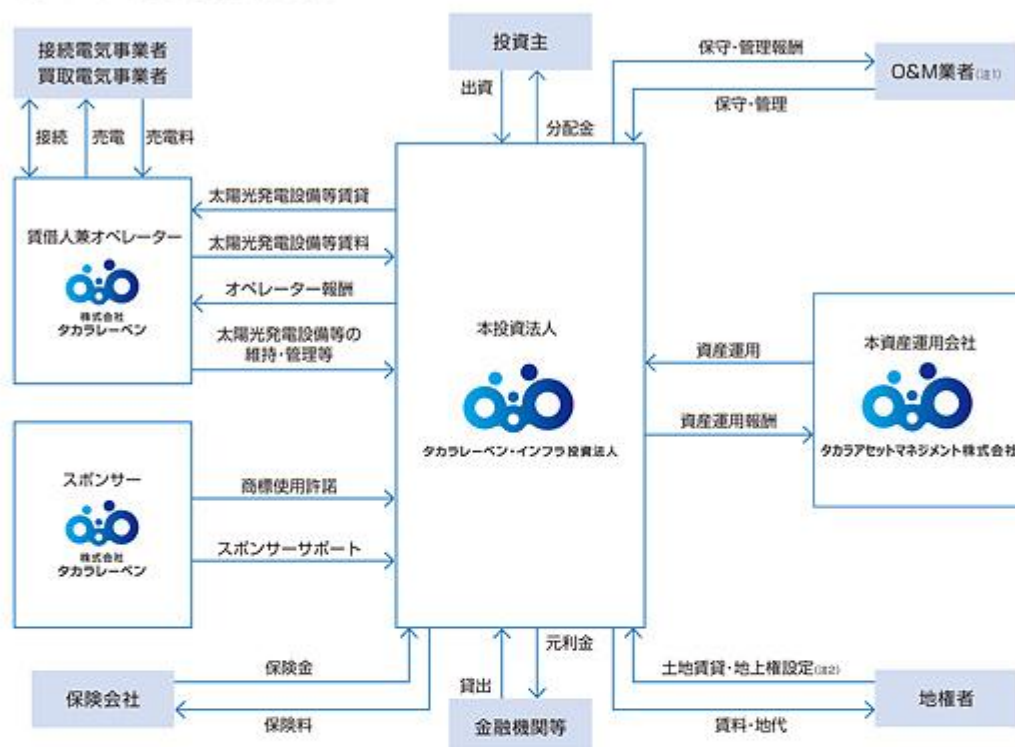 接続電気事業者
買取電気事業者
投資主
保守・管理報酬
O&M業者(注1)
出資
保守・管理
分配金
接続
売電
売電料
太陽光発電設備等賃貸
賃借人兼オペレーター
太陽光発電設備等賃料
オペレーター報酬
株式会社
タカラレーベン
太陽光発電設備等の
維持・管理等
本投資法人
タカラレーベン・インフラ投資法人
資産運用
本資産運用会社
資産運用報酬
タカラアセットマネジメント株式会社
スポンサー
商標使用許諾
株式会社
タカラレーベン
スポンサーサポート
元利金
保険金
貸出
土地賃貸・地上権設定(注2)
保険会社
地権者
保険料
金融機関等
賃料・地代